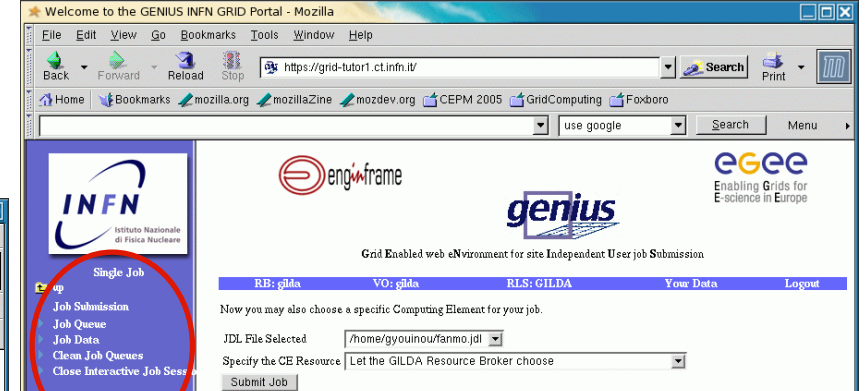 Welcome to the GENIUS INFN GRID Portal - Mozilla
File Edit View Go Bookmarks Tools Window Help
Back Forward Reload Stop https://grid-tutor1.ct.infn.it/ Search Print
Home Bookmarks mozilla.org mozillaZine mozdev.org CEPM 2005 GridComputing Foxboro
use google Search Menu
INFN
Istituto Nazionale
di Fisica Nucleare
enginframe
genius
egee
Enabling Grids for
E-science in Europe
Grid Enabled web eNvironment for site Independent User job Submission
Single Job
up
Job Submission
Job Queue
Job Data
Clean Job Queues
Close Interactive Job Sessio
RB: gilda VO: gilda RLS: GILDA Your Data Logout
Now you may also choose a specific Computing Element for your job.
JDL File Selected /home/gyouinou/fanmo.jdl
Specify the CE Resource Let the GILDA Resource Broker choose
Submit Job